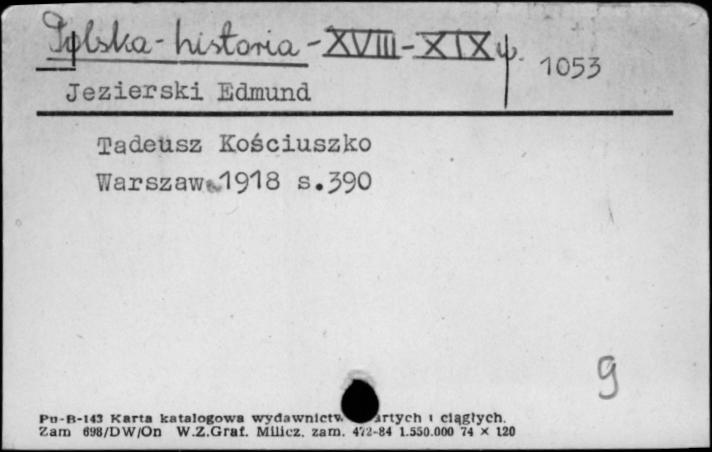 Polska - historia - XVIII - XIX w. 1053
Jezierski Edmund
Tadeusz Kościuszko
Warszawa 1918 s.390
9
Pu-B-143 Karta katalogowa wydawnictw i ciągłych.
Zam 698/DW/On W.Z.Graf. Milicz. zam. 472-84 1.550.000 74 × 120